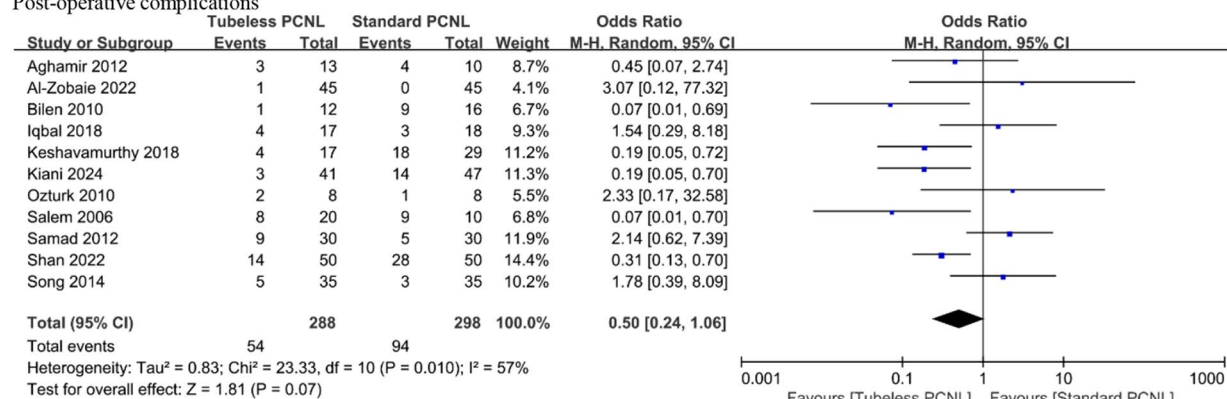 Post-operative complications
Tubeless PCNL Standard PCNL Odds Ratio Odds Ratio
Study or Subgroup Events Total Events Total Weight M-H, Random, 95% CI M-H, Random, 95% CI
Aghamir 2012 3 13 4 10 8.7% 0.45 [0.07, 2.74]
Al-Zobaie 2022 1 45 0 45 4.1% 3.07 [0.12, 77.32]
Bilen 2010 1 12 9 16 6.7% 0.07 [0.01, 0.69]
Iqbal 2018 4 17 3 18 9.3% 1.54 [0.29, 8.18]
Keshavamurthy 2018 4 17 18 29 11.2% 0.19 [0.05, 0.72]
Kiani 2024 3 41 14 47 11.3% 0.19 [0.05, 0.70]
Ozturk 2010 2 8 1 8 5.5% 2.33 [0.17, 32.58]
Salem 2006 8 20 9 10 6.8% 0.07 [0.01, 0.70]
Samad 2012 9 30 5 30 11.9% 2.14 [0.62, 7.39]
Shan 2022 14 50 28 50 14.4% 0.31 [0.13, 0.70]
Song 2014 5 35 3 35 10.2% 1.78 [0.39, 8.09]
Total (95% CI) 288 298 100.0% 0.50 [0.24, 1.06]
Total events 54 94
Heterogeneity: Tau² = 0.83; Chi² = 23.33, df = 10 (P = 0.010); I² = 57%
Test for overall effect: Z = 1.81 (P = 0.07)
0.001 0.1 1 10 1000
Favours [Tubeless PCNL] Favours [Standard PCNL]